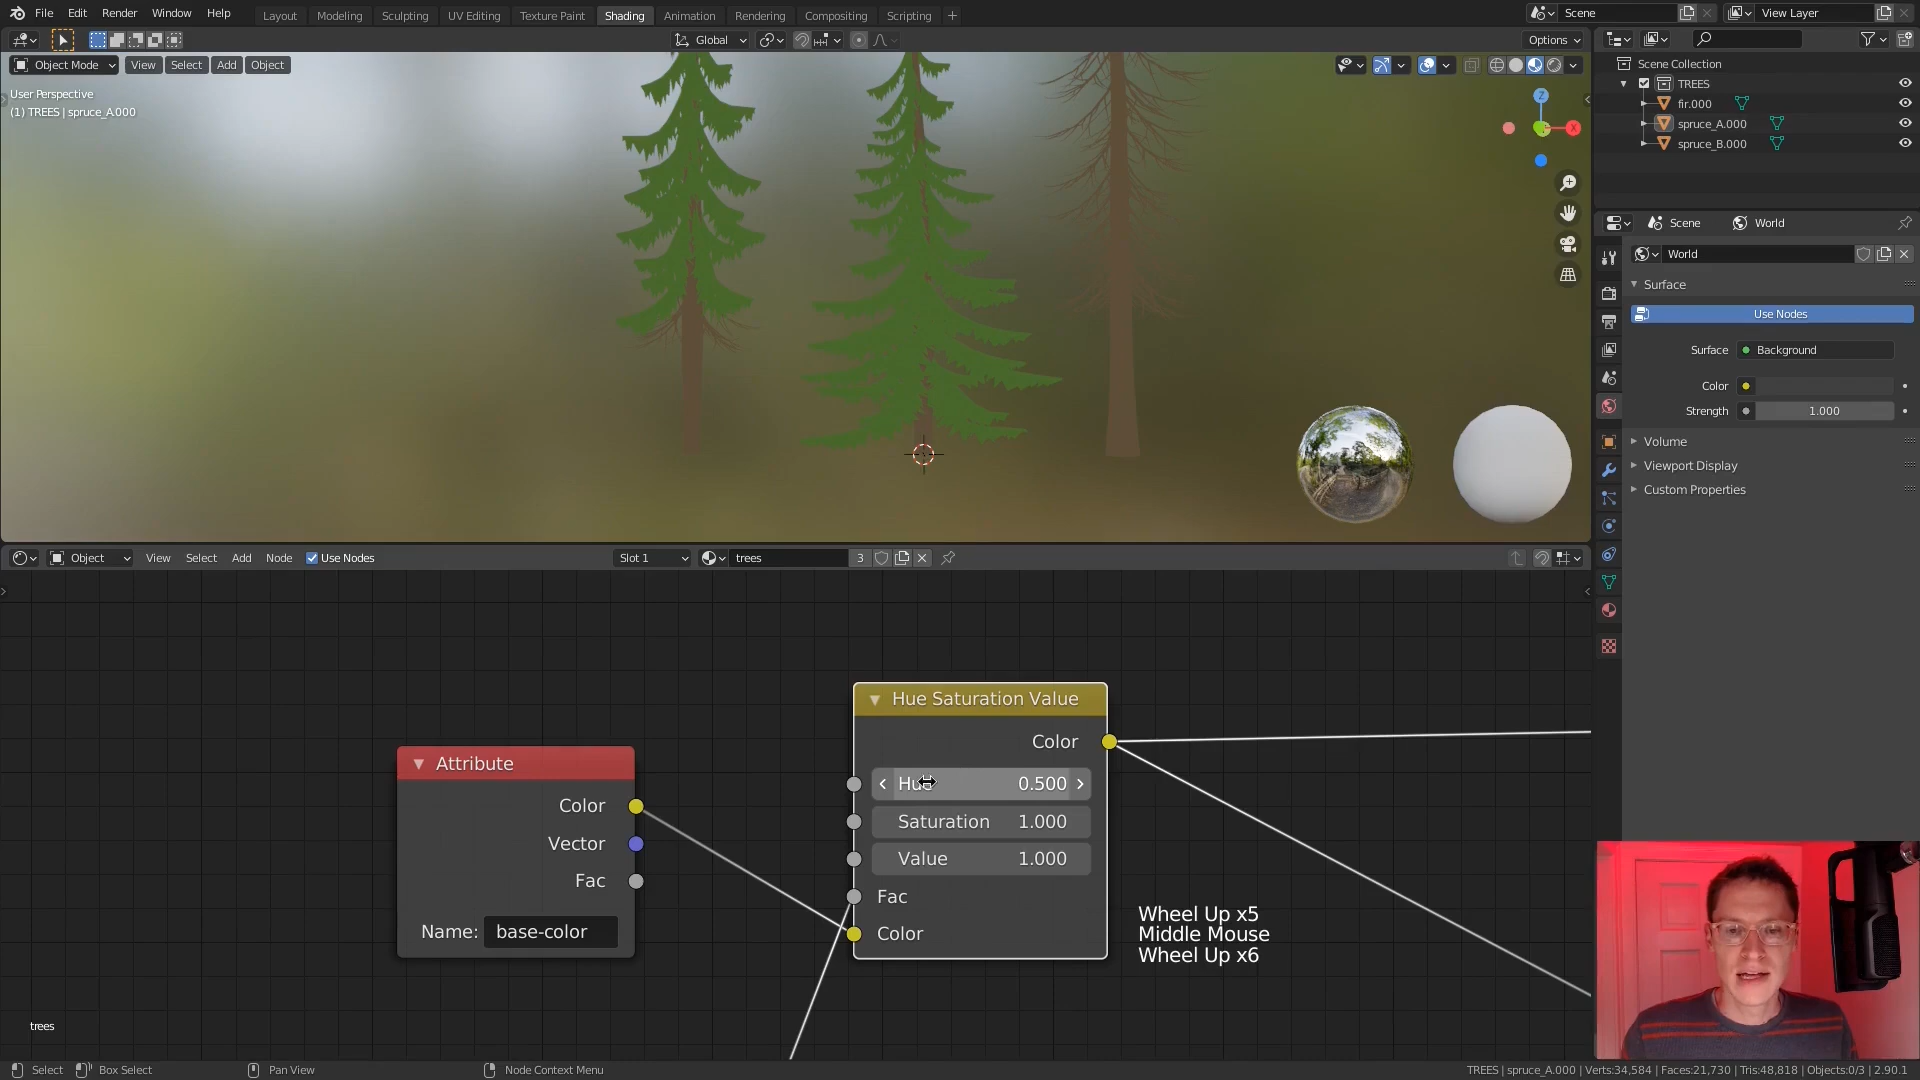 File Edit Render Window Help
Layout Modeling Sculpting UV Editing Texture Paint Shading Animation Rendering Compositing Scripting +
Scene
View Layer
Global
Options
Object Mode View Select Add Object
User Perspective
(1) TREES | spruce_A.000
Z
X
Scene Collection
TREES
fir.000
spruce_A.000
spruce_B.000
Scene World
World
Surface
Use Nodes
Surface Background
Color
Strength 1.000
Volume
Viewport Display
Custom Properties
Object View Select Add Node Use Nodes Slot 1 trees 3
Attribute
Color
Vector
Fac
Name: base-color
Hue Saturation Value
Color
Hue 0.500
Saturation 1.000
Value 1.000
Fac
Color
Wheel Up x5
Middle Mouse
Wheel Up x6
trees
Select Box Select Pan View Node Context Menu
TREES | spruce_A.000 | Verts:34,584 | Faces:21,730 | Tris:48,818 | Objects:0/3 | 2.90.1